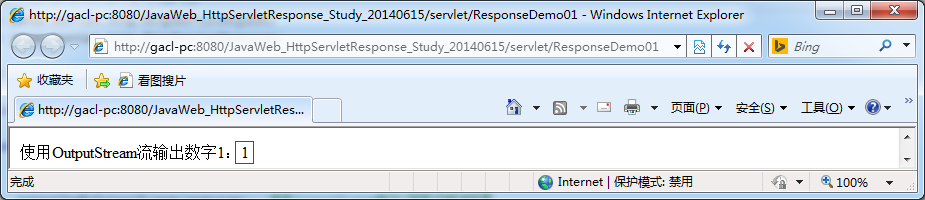 http://gacl-pc:8080/JavaWeb_HttpServletResponse_Study_20140615/servlet/ResponseDemo01 - Windows Internet Explorer
http://gacl-pc:8080/JavaWeb_HttpServletResponse_Study_20140615/servlet/ResponseDemo01 Bing
收藏夹 看图搜片
http://gacl-pc:8080/JavaWeb_HttpServletRes... 页面(P) 安全(S) 工具(O) »
使用OutputStream流输出数字1：1
完成 Internet | 保护模式: 禁用 100%